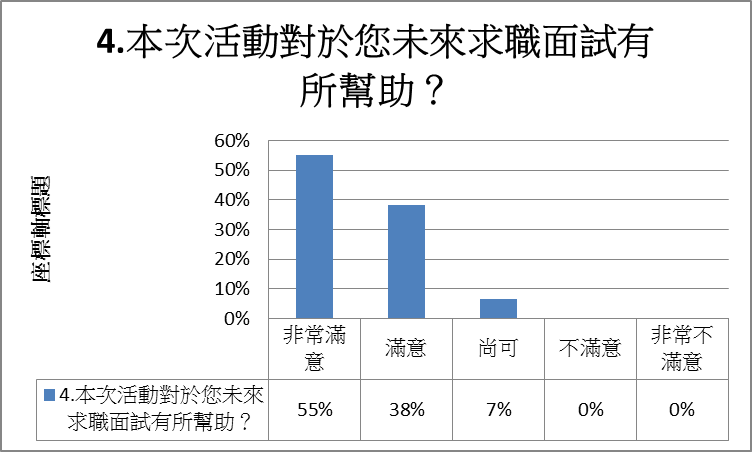 4.本次活動對於您未來求職面試有
所幫助？
座標軸標題
60%
50%
40%
30%
20%
10%
0%
非常滿
意
滿意
尚可
不滿意
非常不
滿意
4.本次活動對於您未來
求職面試有所幫助？
55%
38%
7%
0%
0%